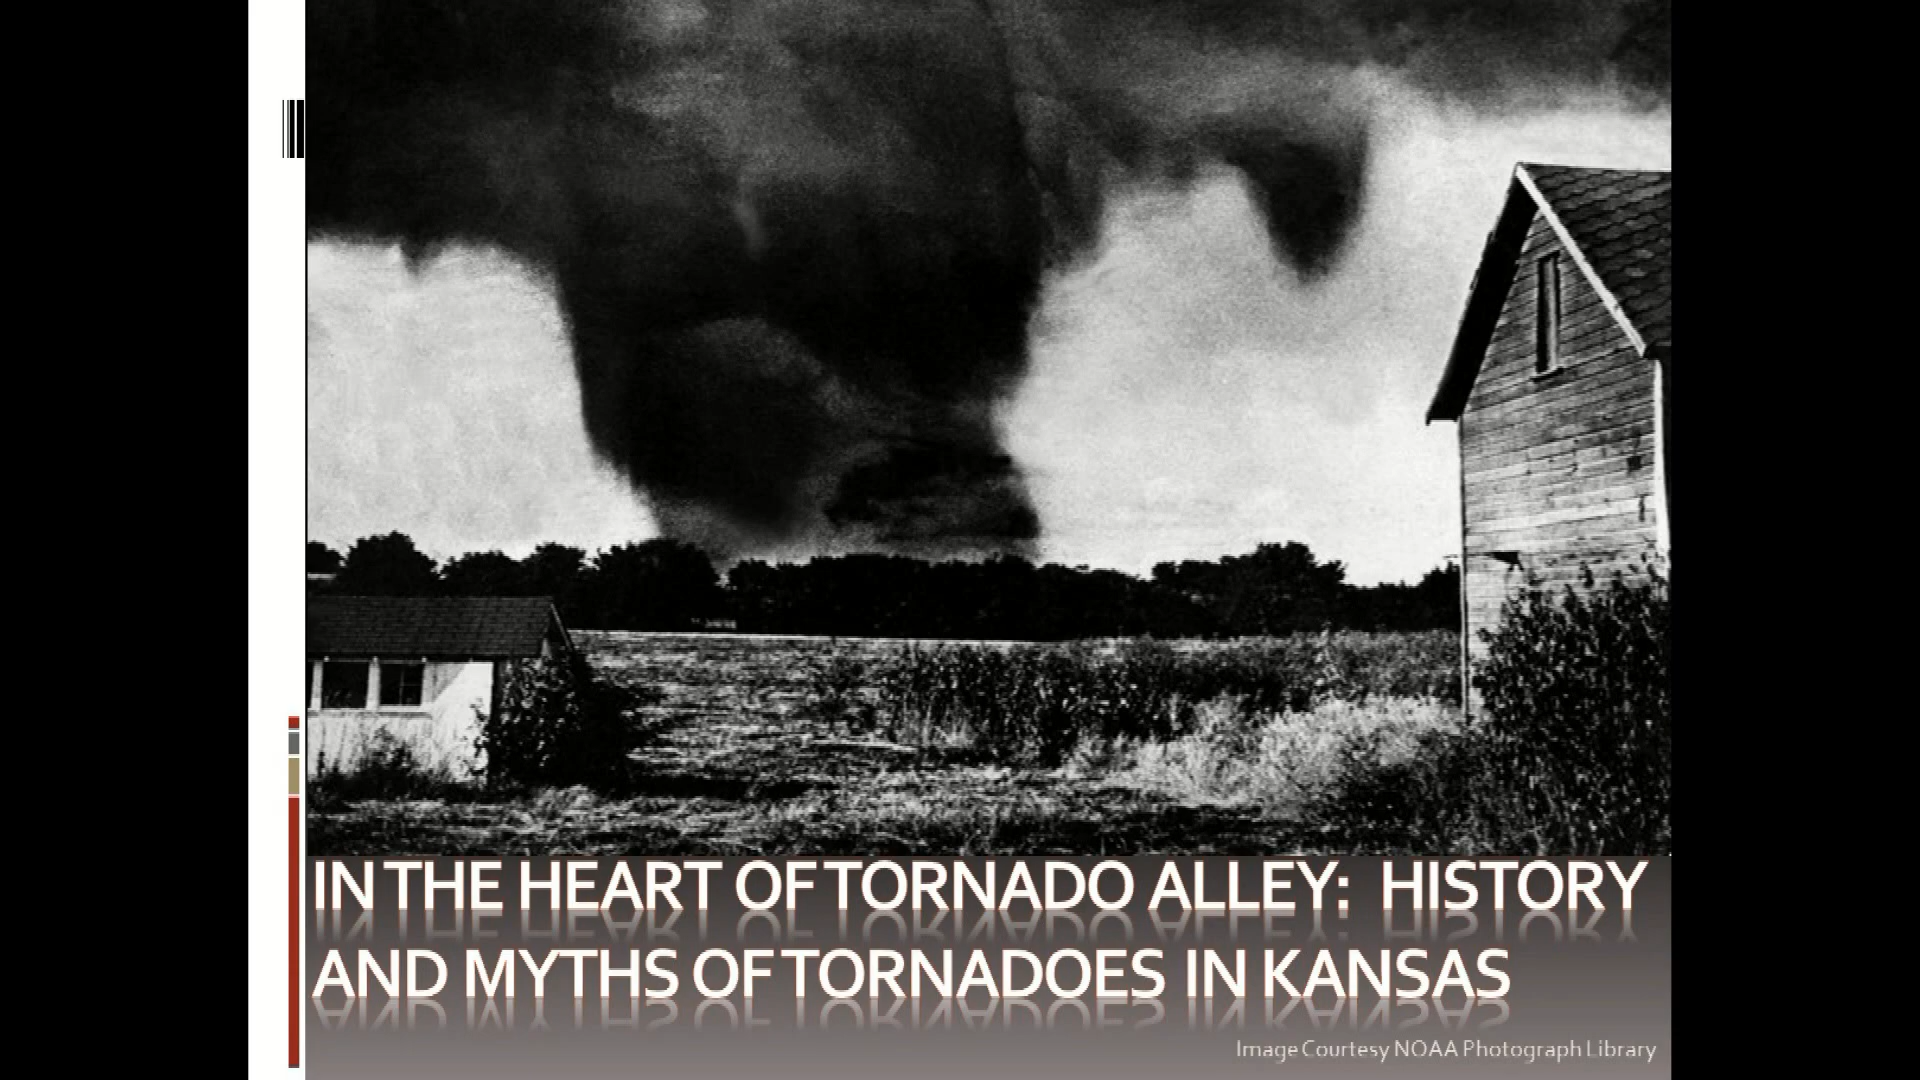 IN THE HEART OF TORNADO ALLEY: HISTORY
AND MYTHS OF TORNADOES IN KANSAS
Image Courtesy NOAA Photograph Library